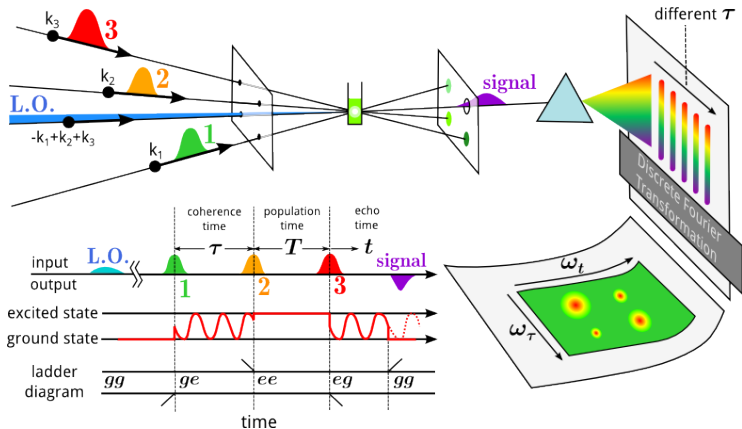 k3
3
k2
2
L.O.
-k1+k2+k3
1
k1
signal
different τ
Discrete Fourier
Transformation
coherence
time
population
time
echo
time
τ
T
t
L.O.
input
output
1
2
3
signal
excited state
ground state
ladder
diagram
gg
ge
ee
eg
gg
time
ωt
ωτ